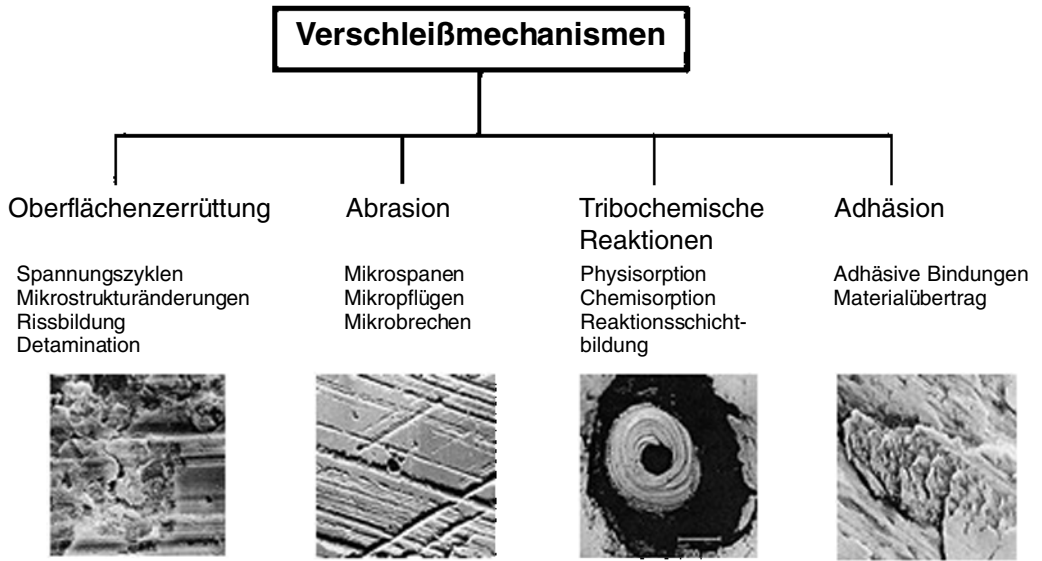 Verschleißmechanismen
Oberflächenzerrüttung
Spannungszyklen
Mikrostrukturänderungen
Rissbildung
Detamination
Abrasion
Mikrospanen
Mikropflügen
Mikrobrechen
Tribochemische
Reaktionen
Physisorption
Chemisorption
Reaktionsschicht-
bildung
Adhäsion
Adhäsive Bindungen
Materialübertrag